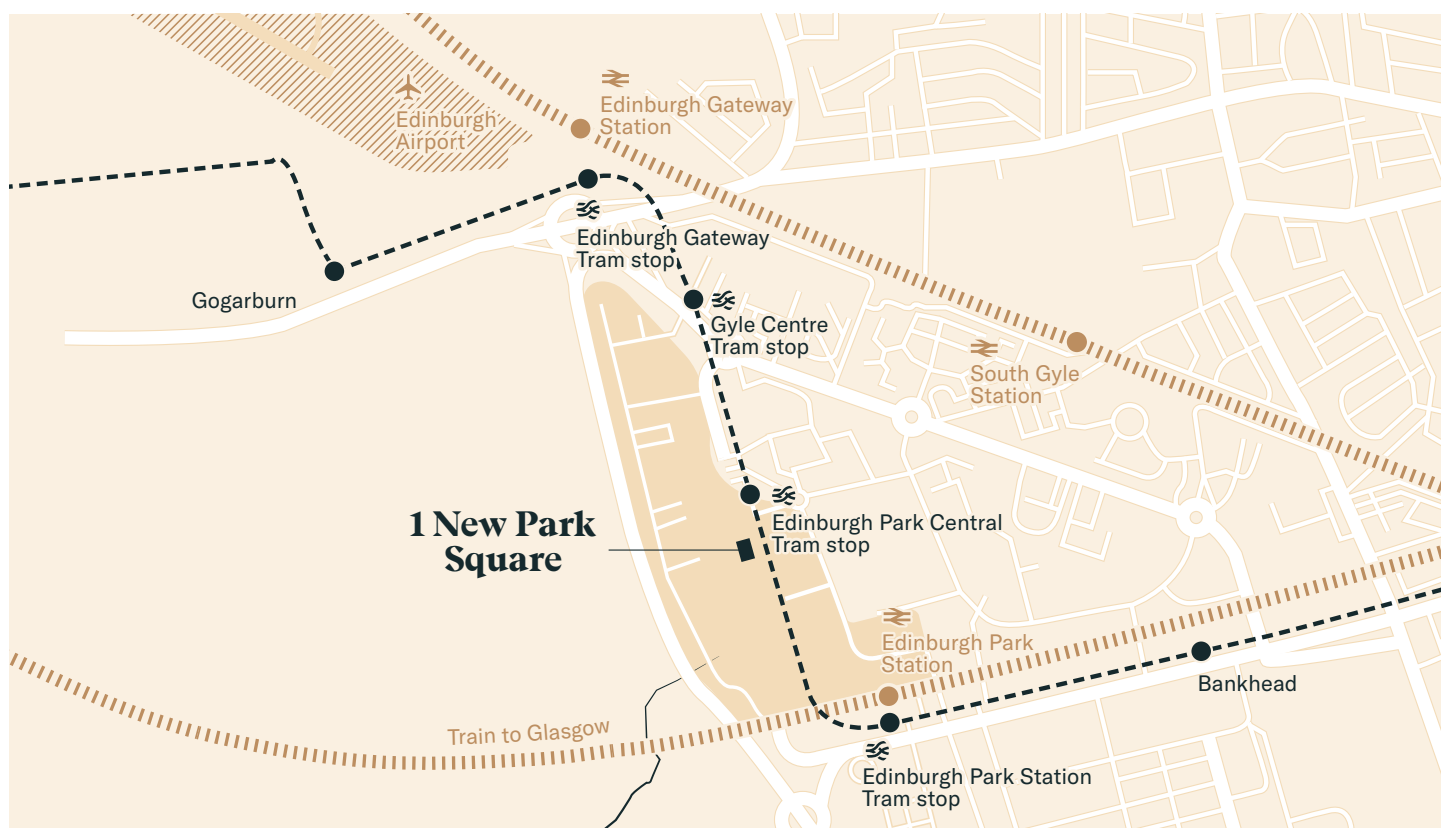 Edinburgh Gateway
Station
Edinburgh
Airport
Edinburgh Gateway
Tram stop
Gogarburn
Gyle Centre
Tram stop
South Gyle
Station
1 New Park
Square
Edinburgh Park Central
Tram stop
Edinburgh Park
Station
Bankhead
Train to Glasgow
Edinburgh Park Station
Tram stop